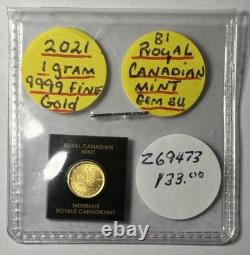 2021
1 gram
9999 FINE
Gold
B1
Royal
CANADIAN
MINT
GEM BU
ROYAL CANADIAN
MINT
MONNAIE
ROYALE CANADIENNE
Z69473
133.00